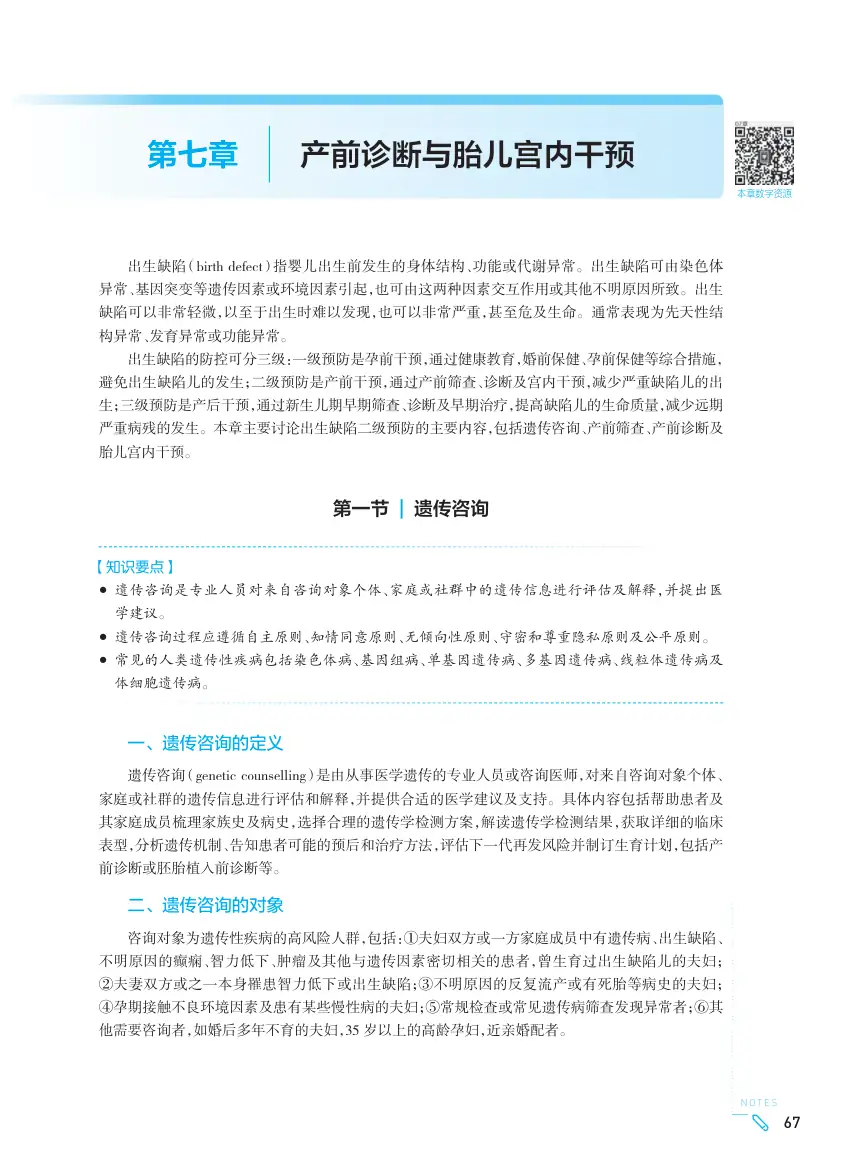 第七章
产前诊断与胎儿宫内干预
本章数字资源
出生缺陷(birth defect)指婴儿出生前发生的身体结构、功能或代谢异常。出生缺陷可由染色体
异常、基因突变等遗传因素或环境因素引起,也可由这两种因素交互作用或其他不明原因所致。出生
缺陷可以非常轻微,以至于出生时难以发现,也可以非常严重,甚至危及生命。通常表现为先天性结
构异常、发育异常或功能异常。
出生缺陷的防控可分三级:一级预防是孕前干预,通过健康教育,婚前保健、孕前保健等综合措施,
避免出生缺陷儿的发生;二级预防是产前干预,通过产前筛查、诊断及宫内干预,减少严重缺陷儿的出
生;三级预防是产后干预,通过新生儿期早期筛查、诊断及早期治疗,提高缺陷儿的生命质量,减少远期
严重病残的发生。本章主要讨论出生缺陷二级预防的主要内容,包括遗传咨询、产前筛查、产前诊断及
胎儿宫内干预。
第一节 | 遗传咨询
【知识要点】
● 遗传咨询是专业人员对来自咨询对象个体、家庭或社群中的遗传信息进行评估及解释,并提出医
学建议。
● 遗传咨询过程应遵循自主原则、知情同意原则、无倾向性原则、守密和尊重隐私原则及公平原则。
● 常见的人类遗传性疾病包括染色体病、基因组病、单基因遗传病、多基因遗传病、线粒体遗传病及
体细胞遗传病。
一、遗传咨询的定义
遗传咨询(genetic counselling)是由从事医学遗传的专业人员或咨询医师,对来自咨询对象个体、
家庭或社群的遗传信息进行评估和解释,并提供合适的医学建议及支持。具体内容包括帮助患者及
其家庭成员梳理家族史及病史,选择合理的遗传学检测方案,解读遗传学检测结果,获取详细的临床
表型,分析遗传机制、告知患者可能的预后和治疗方法,评估下一代再发风险并制订生育计划,包括产
前诊断或胚胎植入前诊断等。
二、遗传咨询的对象
咨询对象为遗传性疾病的高风险人群,包括:①夫妇双方或一方家庭成员中有遗传病、出生缺陷、
不明原因的癫痫、智力低下、肿瘤及其他与遗传因素密切相关的患者,曾生育过出生缺陷儿的夫妇;
②夫妻双方或之一本身罹患智力低下或出生缺陷;③不明原因的反复流产或有死胎等病史的夫妇;
④孕期接触不良环境因素及患有某些慢性病的夫妇;⑤常规检查或常见遗传病筛查发现异常者;⑥其
他需要咨询者,如婚后多年不育的夫妇,35 岁以上的高龄孕妇,近亲婚配者。
NOTES
67